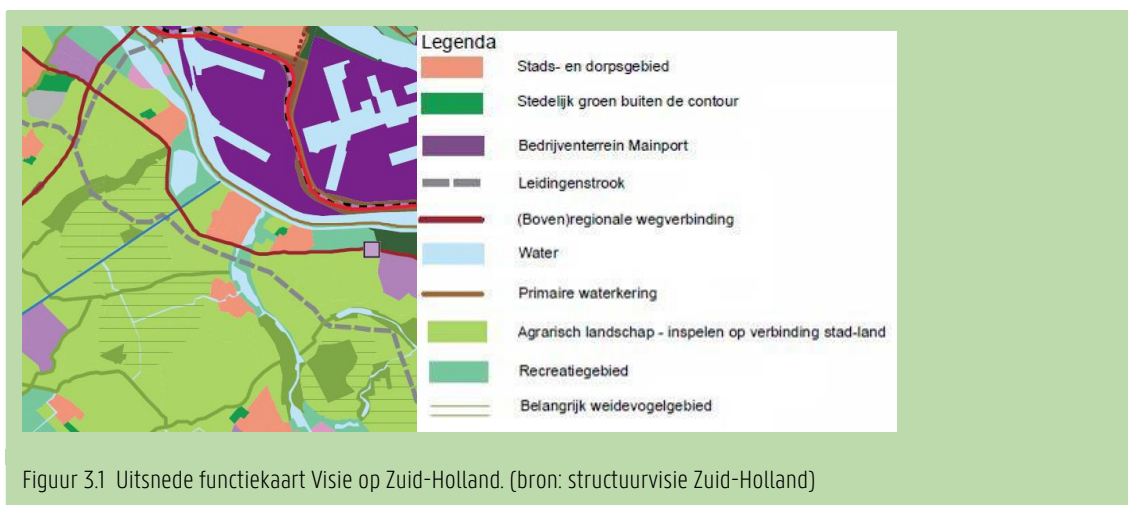 Legenda
Stads- en dorpsgebied
Stedelijk groen buiten de contour
Bedrijventerrein Mainport
Leidingenstrook
(Boven)regionale wegverbinding
Water
Primaire waterkering
Agrarisch landschap - inspelen op verbinding stad-land
Recreatiegebied
Belangrijk weidevogelgebied
Figuur 3.1 Uitsnede functiekaart Visie op Zuid-Holland. (bron: structuurvisie Zuid-Holland)